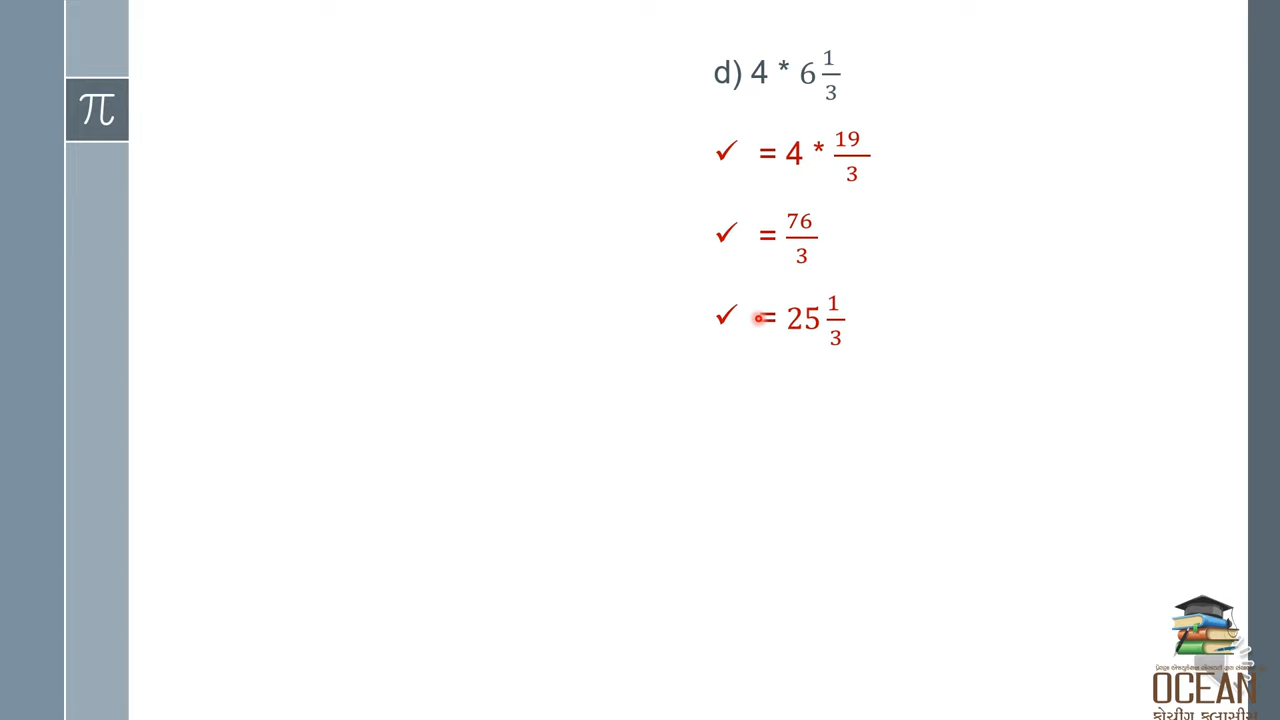 π
d) 4 * 6 1/3
✓ = 4 * 19/3
✓ = 76/3
✓ = 25 1/3
OCEAN
કોચીંગ ક્લાસીસ